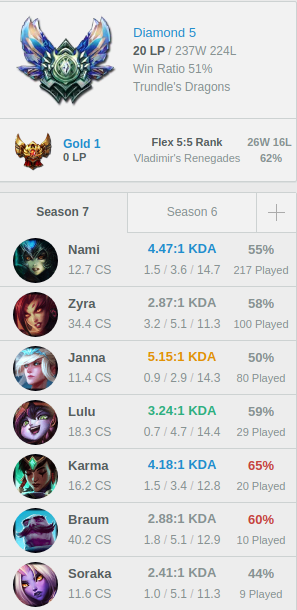 Diamond 5
20 LP / 237W 224L
Win Ratio 51%
Trundle's Dragons
Gold 1
0 LP
Flex 5:5 Rank
Vladimir's Renegades
26W 16L
62%
Season 7
Season 6
Nami
12.7 CS
4.47:1 KDA
1.5 / 3.6 / 14.7
55%
217 Played
Zyra
34.4 CS
2.87:1 KDA
3.2 / 5.1 / 11.3
58%
100 Played
Janna
11.4 CS
5.15:1 KDA
0.9 / 2.9 / 14.3
50%
80 Played
Lulu
18.3 CS
3.24:1 KDA
0.7 / 4.7 / 14.4
59%
29 Played
Karma
16.2 CS
4.18:1 KDA
1.5 / 3.4 / 12.8
65%
20 Played
Braum
40.2 CS
2.88:1 KDA
1.8 / 5.1 / 12.9
60%
10 Played
Soraka
11.6 CS
2.41:1 KDA
1.0 / 5.1 / 11.3
44%
9 Played